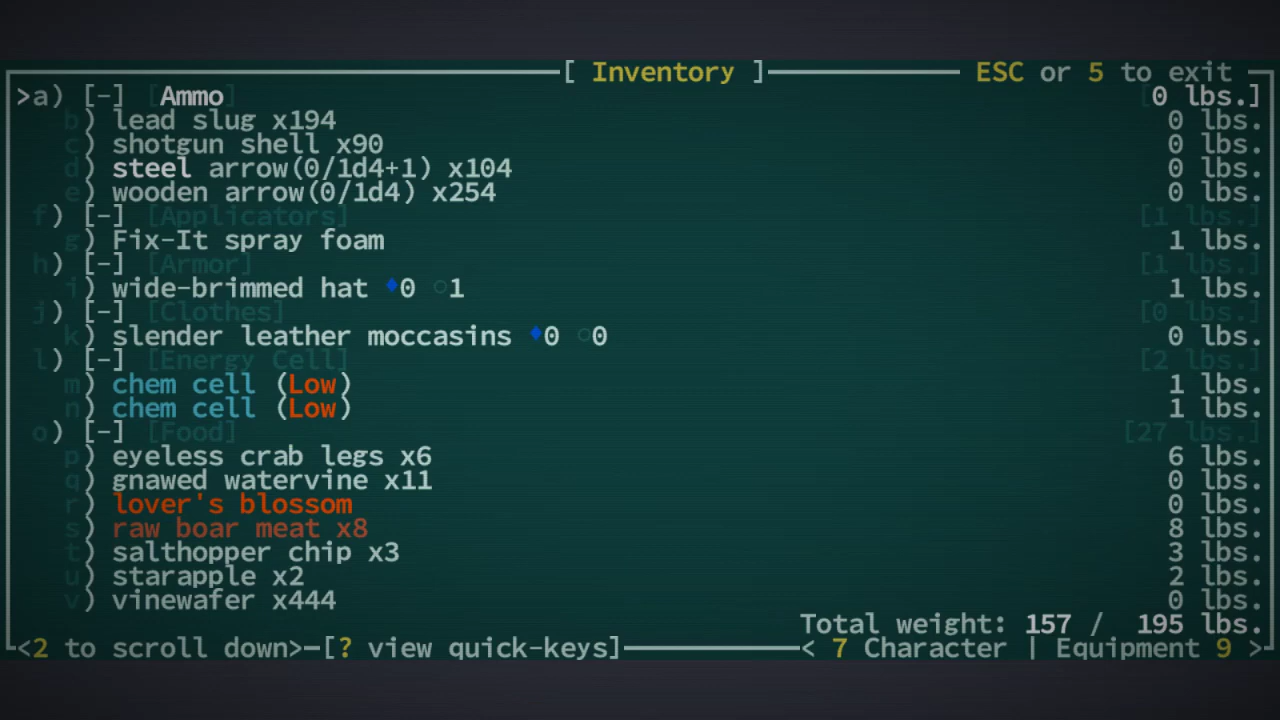 [ Inventory ] ESC or 5 to exit
>a) [-] [Ammo] [0 lbs.]
b) lead slug x194 0 lbs.
c) shotgun shell x90 0 lbs.
d) steel arrow(0/1d4+1) x104 0 lbs.
e) wooden arrow(0/1d4) x254 0 lbs.
f) [-] [Applicators] [1 lbs.]
g) Fix-It spray foam 1 lbs.
h) [-] [Armor] [1 lbs.]
i) wide-brimmed hat ♦0 ○1 1 lbs.
j) [-] [Clothes] [0 lbs.]
k) slender leather moccasins ♦0 ○0 0 lbs.
l) [-] [Energy Cell] [2 lbs.]
m) chem cell (Low) 1 lbs.
n) chem cell (Low) 1 lbs.
o) [-] [Food] [27 lbs.]
p) eyeless crab legs x6 6 lbs.
q) gnawed watervine x11 0 lbs.
r) lover's blossom 0 lbs.
s) raw boar meat x8 8 lbs.
t) salthopper chip x3 3 lbs.
u) starapple x2 2 lbs.
v) vinewafer x444 0 lbs.
Total weight: 157 / 195 lbs.
<2 to scroll down> [? view quick-keys] < 7 Character | Equipment 9 >